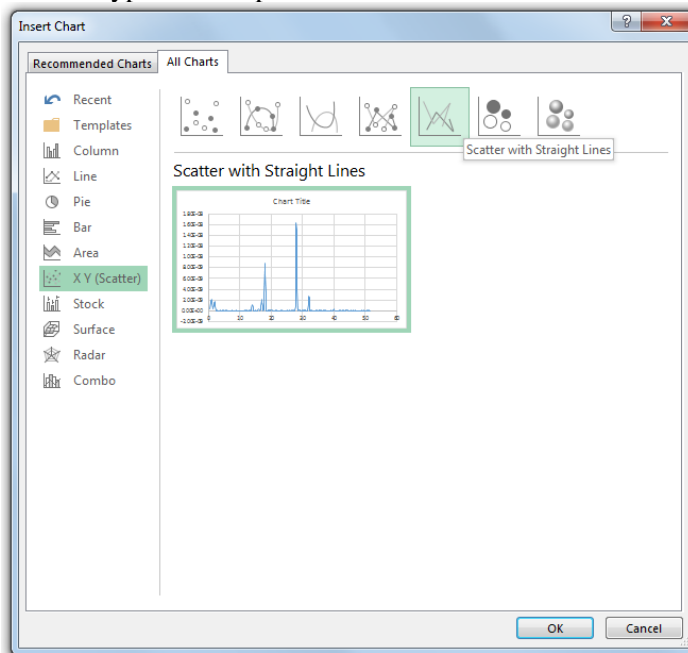 Insert Chart
Recommended Charts
All Charts
Recent
Templates
Column
Line
Pie
Bar
Area
X Y (Scatter)
Stock
Surface
Radar
Combo
Scatter with Straight Lines
Scatter with Straight Lines
Chart Title
0 10 20 30 40 50 60
OK
Cancel